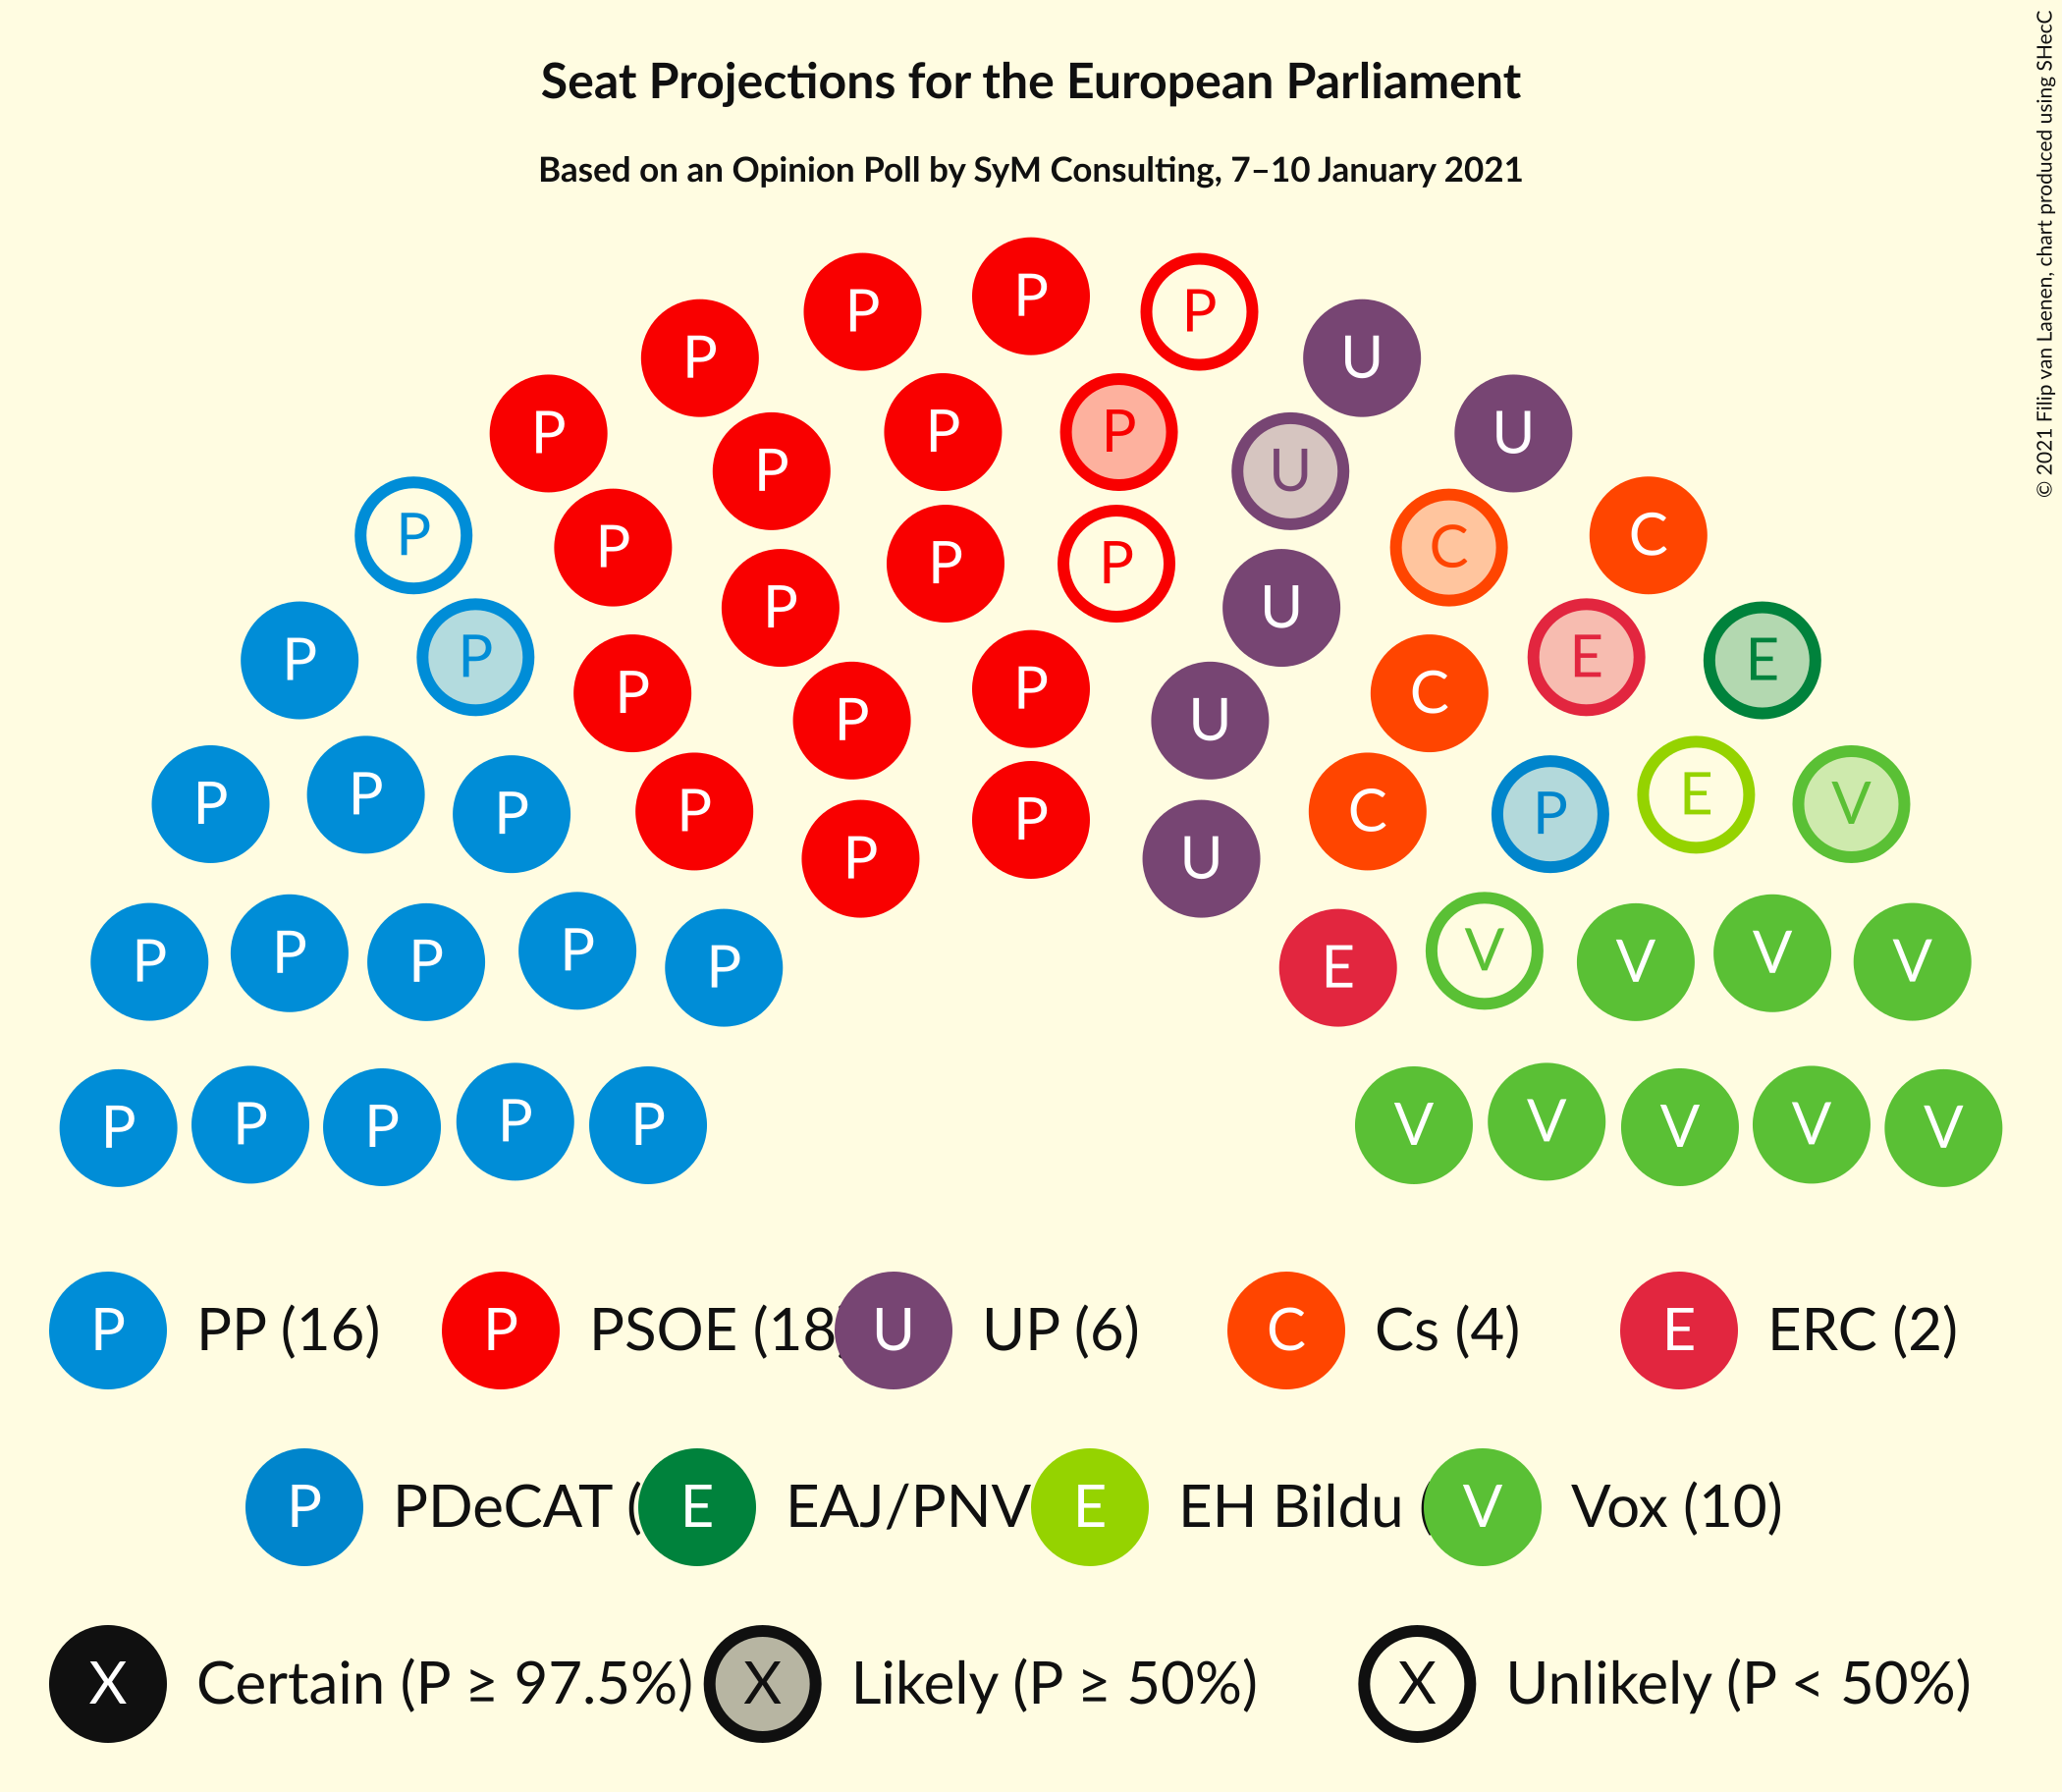 Seat Projections for the European Parliament
Based on an Opinion Poll by SyM Consulting, 7–10 January 2021
© 2021 Filip van Laenen, chart produced using SHecC
P
P P
P U
P P P U
P U
P C
P C
P P
P U
P P E E
P P C
P U
P P P P P C P E V
P U
P P P P P E V V V V
P P P P P V V V V V
P PP (16) P PSOE (18 U UP (6) C Cs (4) E ERC (2)
P PDeCAT ( E EAJ/PNV E EH Bildu ( V Vox (10)
X Certain (P ≥ 97.5%) X Likely (P ≥ 50%) X Unlikely (P < 50%)